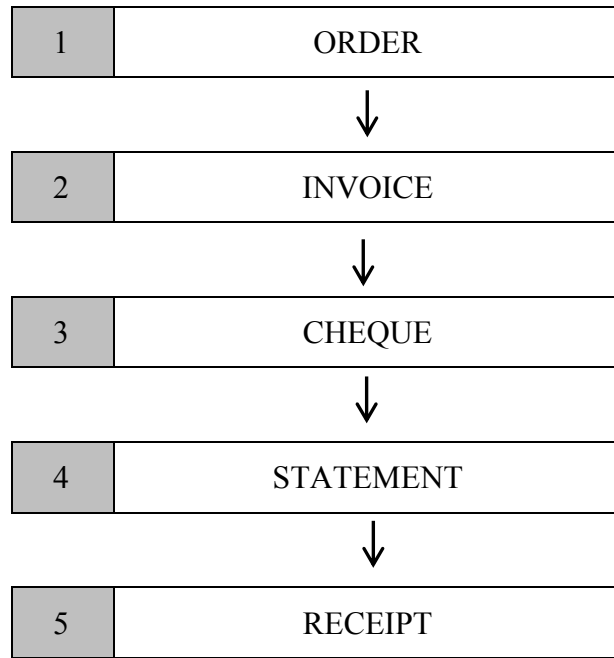 1 ORDER
2 INVOICE
3 CHEQUE
4 STATEMENT
5 RECEIPT